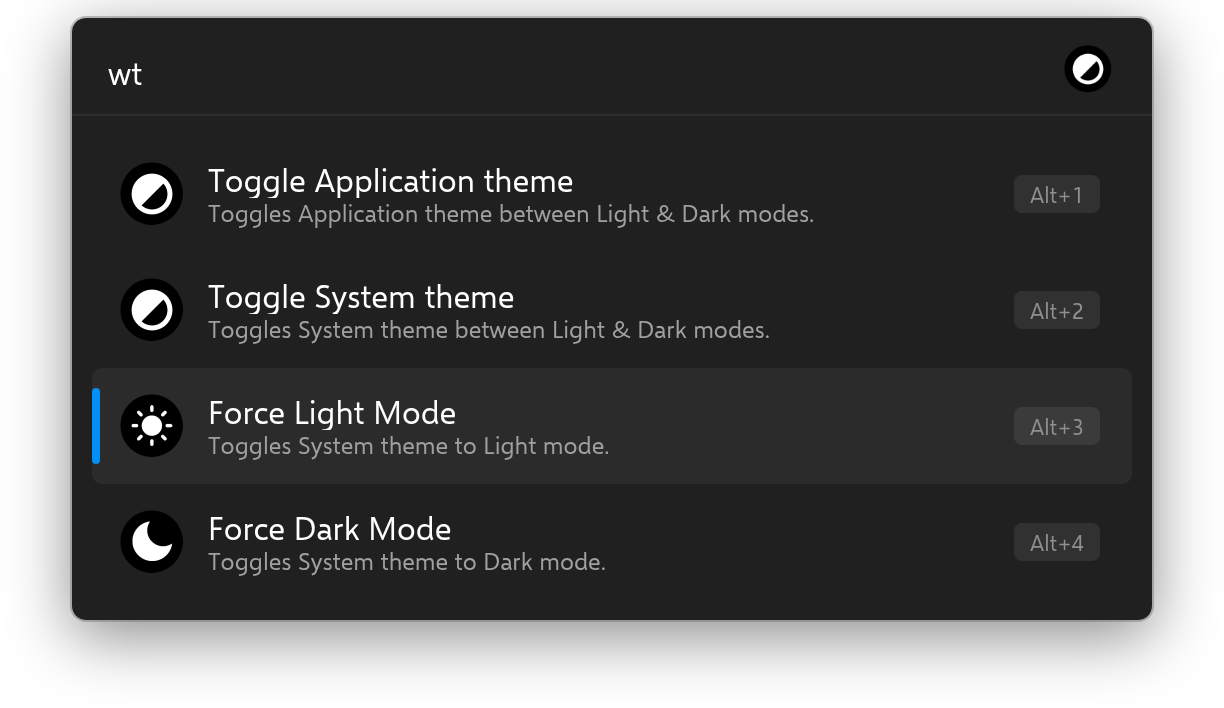 wt
Toggle Application theme
Toggles Application theme between Light & Dark modes.
Alt+1
Toggle System theme
Toggles System theme between Light & Dark modes.
Alt+2
Force Light Mode
Toggles System theme to Light mode.
Alt+3
Force Dark Mode
Toggles System theme to Dark mode.
Alt+4